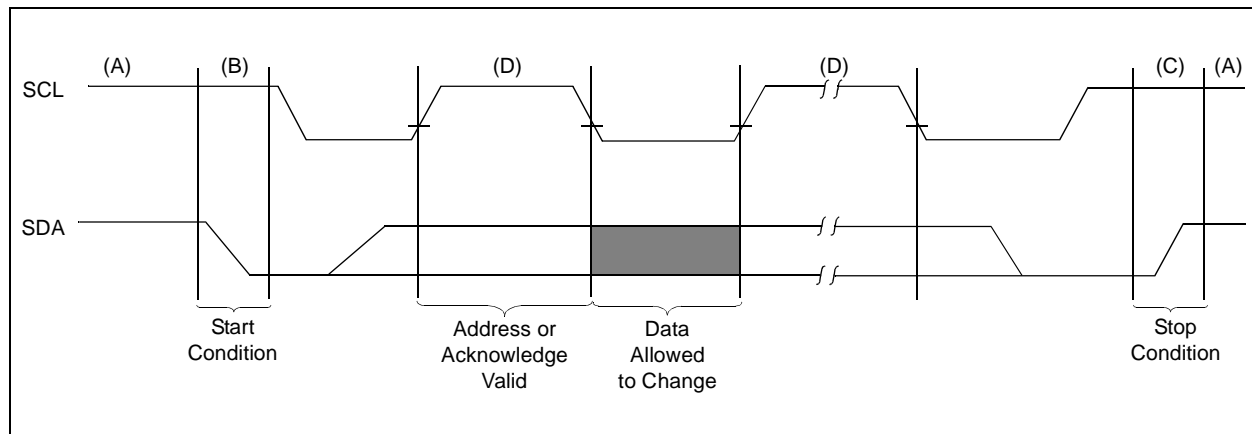 (A) (B) (D) (D) (C) (A)
SCL
SDA
Start
Condition
Address or
Acknowledge
Valid
Data
Allowed
to Change
Stop
Condition